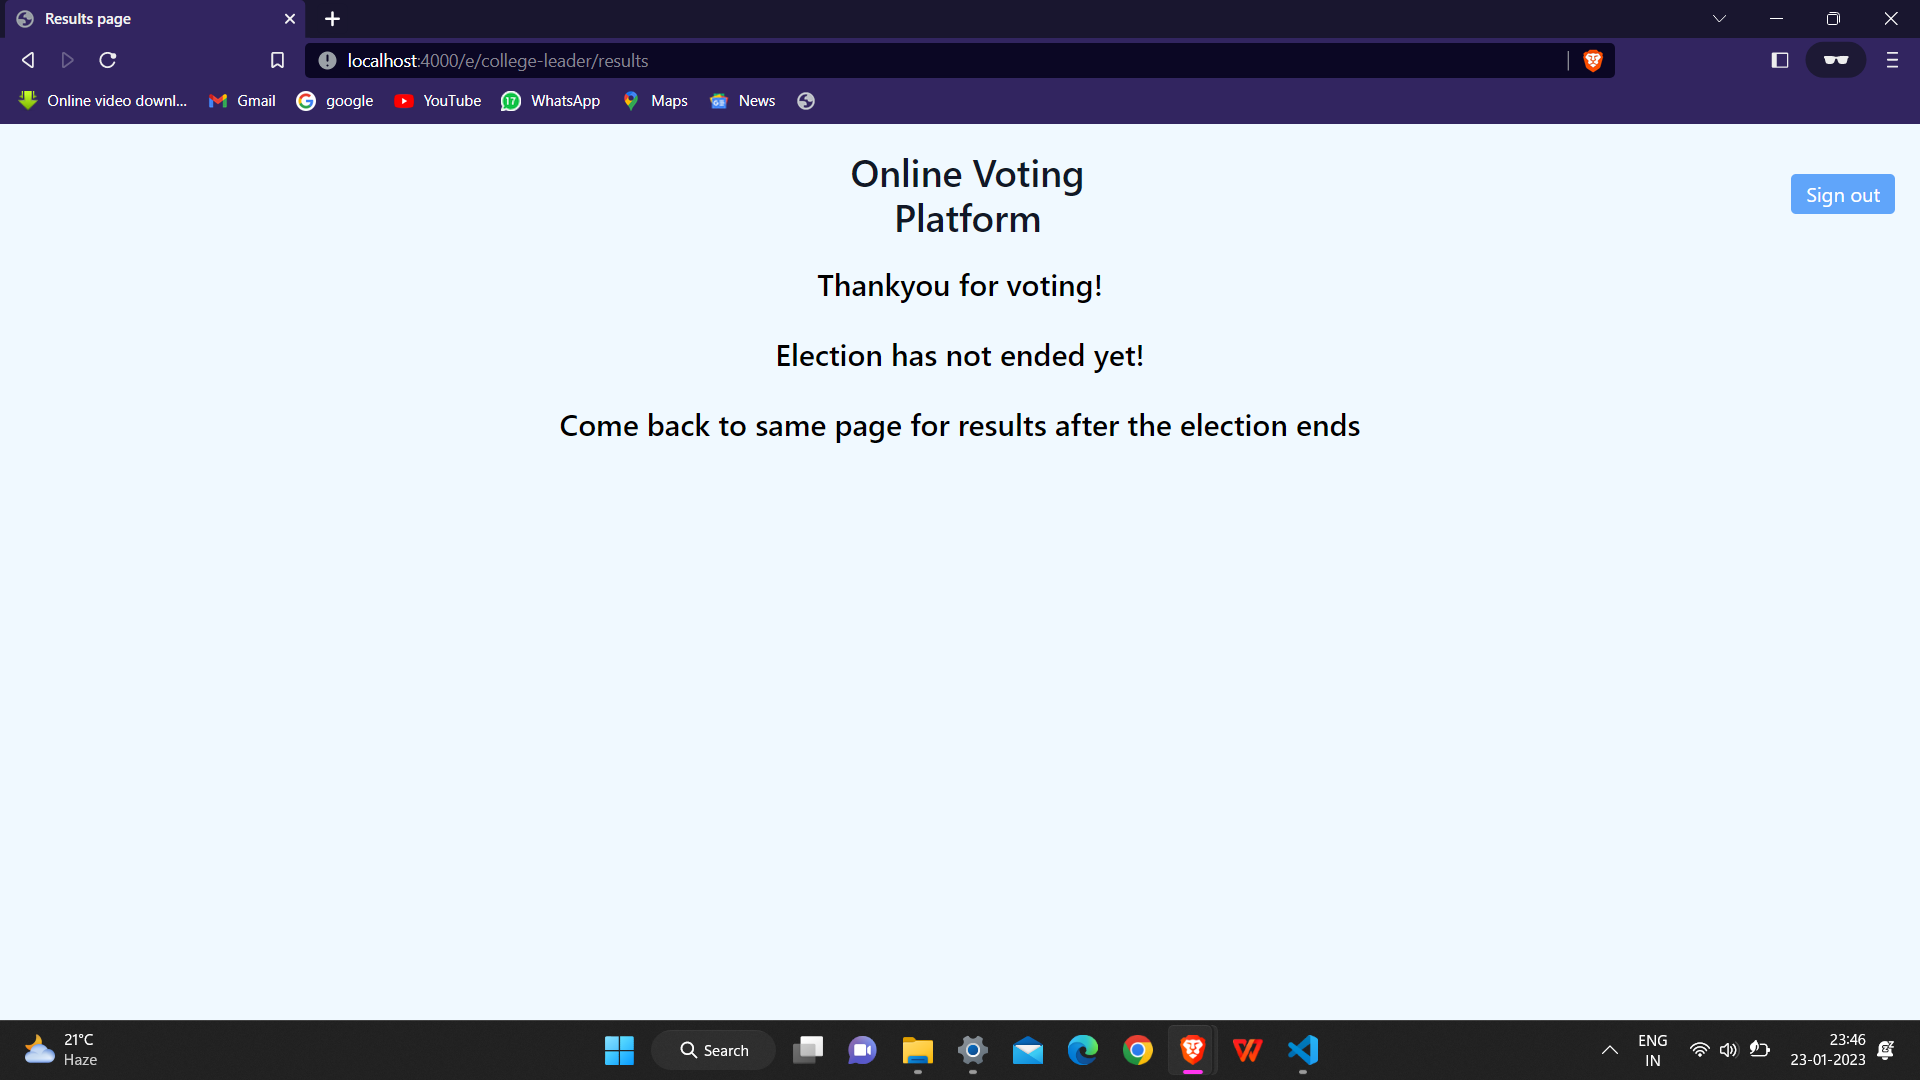 Results page
localhost:4000/e/college-leader/results
Online video downl... Gmail google YouTube 17 WhatsApp Maps News
Online Voting
Platform
Sign out
Thankyou for voting!
Election has not ended yet!
Come back to same page for results after the election ends
21°C
Haze
Search
ENG
IN
23:46
23-01-2023